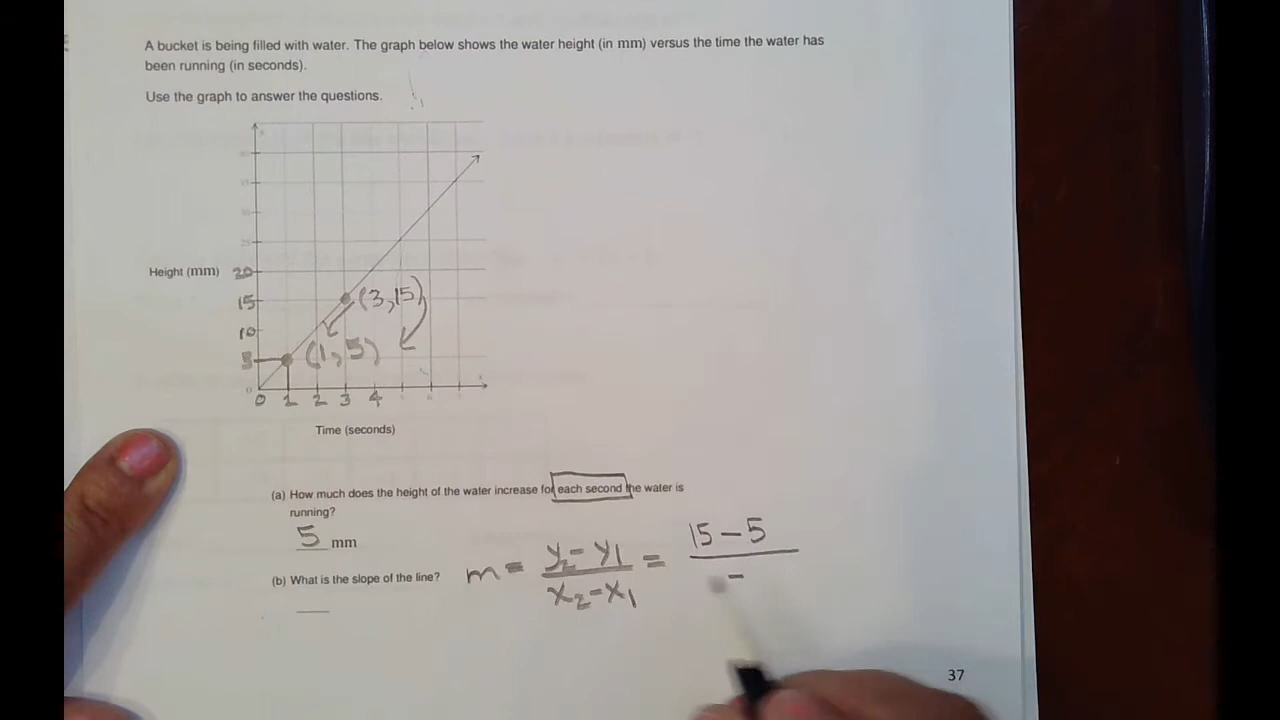 A bucket is being filled with water. The graph below shows the water height (in mm) versus the time the water has
been running (in seconds).
Use the graph to answer the questions.
35
30
25
Height (mm) 20
15
(3,15)
10
(1,5)
5
0
0 1 2 3 4
Time (seconds)
(a) How much does the height of the water increase for each second the water is
running?
5 mm
(b) What is the slope of the line?
m = y2 - y1 / x2 - x1 = 15 - 5 / -
37